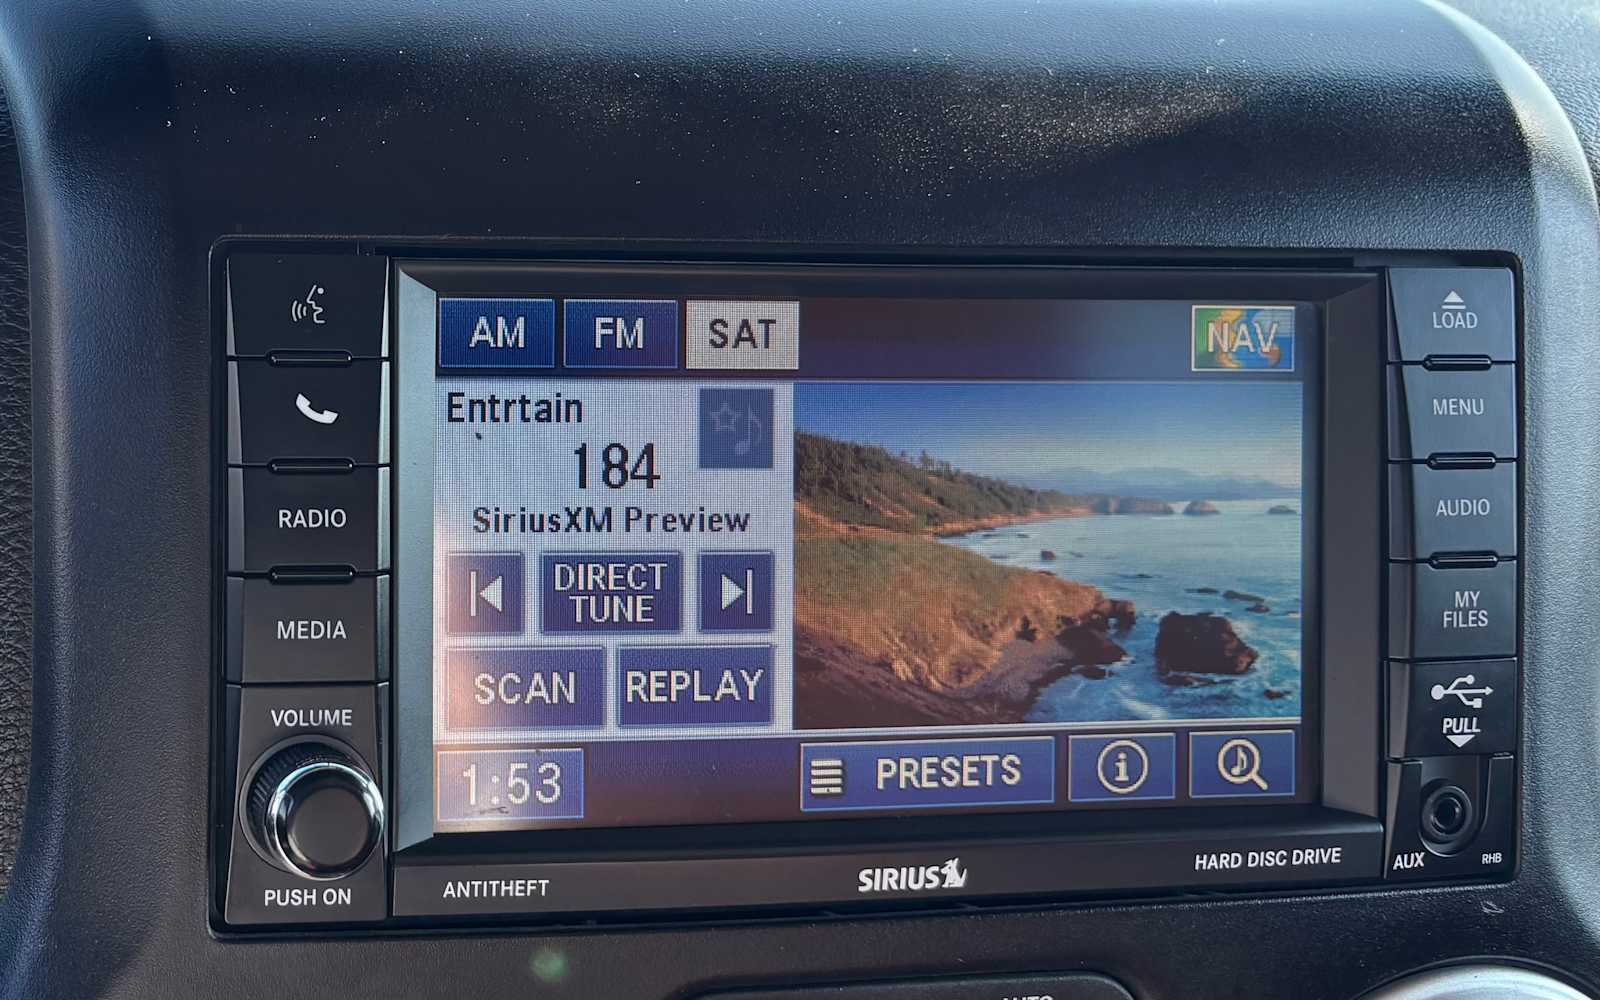 AM
FM
SAT
NAV
Entrtain
184
SiriusXM Preview
DIRECT
TUNE
SCAN
REPLAY
1:53
PRESETS
RADIO
MEDIA
VOLUME
PUSH ON
LOAD
MENU
AUDIO
MY
FILES
PULL
AUX
RHB
ANTITHEFT
SIRIUS
HARD DISC DRIVE
AUTO